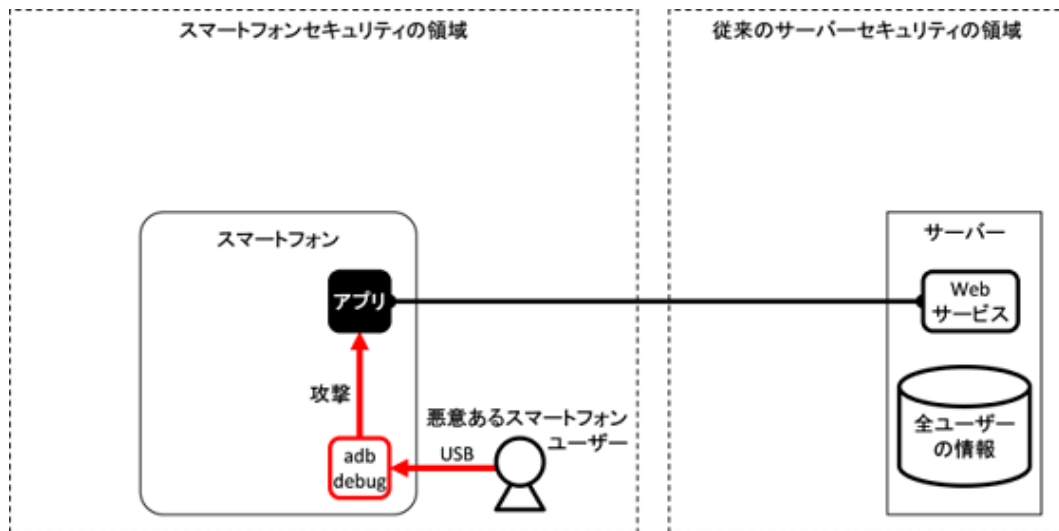 スマートフォンセキュリティの領域
従来のサーバーセキュリティの領域
スマートフォン
サーバー
アプリ
Web
サービス
攻撃
悪意あるスマートフォン
ユーザー
USB
adb
debug
全ユーザー
の情報